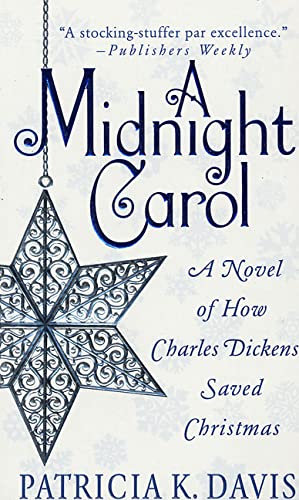 "A stocking-stuffer par excellence."
—Publishers Weekly
A
Midnight
Carol
A Novel
of How
Charles Dickens
Saved
Christmas
PATRICIA K. DAVIS